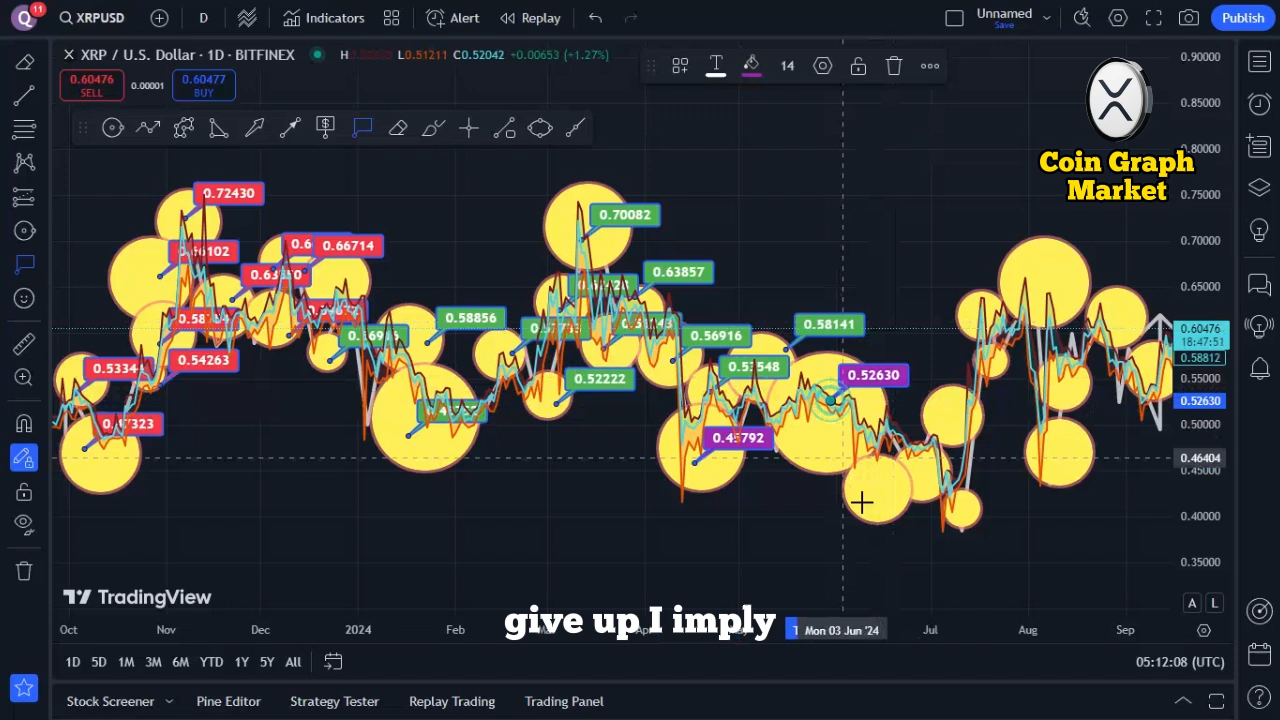 Q 11 XRPUSD D Indicators Alert Replay Unnamed Save Publish
XRP / U.S. Dollar · 1D · BITFINEX H L0.51211 C0.52042 +0.00653 (+1.27%)
0.60476 SELL 0.00001 0.60477 BUY
14
Coin Graph
Market
0.90000
0.85000
0.80000
0.75000
0.70000
0.65000
0.60476
18:47:51
0.58812
0.55000
0.52630
0.50000
0.46404
0.45000
0.40000
0.35000
0.72430
0.70082
0.66714
0.63857
0.58856
0.58141
0.56916
0.54263
0.52222
0.52630
0.45792
TradingView
A L
give up I imply
Oct Nov Dec 2024 Feb Apr Mon 03 Jun '24 Jul Aug Sep
1D 5D 1M 3M 6M YTD 1Y 5Y All 05:12:08 (UTC)
Stock Screener Pine Editor Strategy Tester Replay Trading Trading Panel